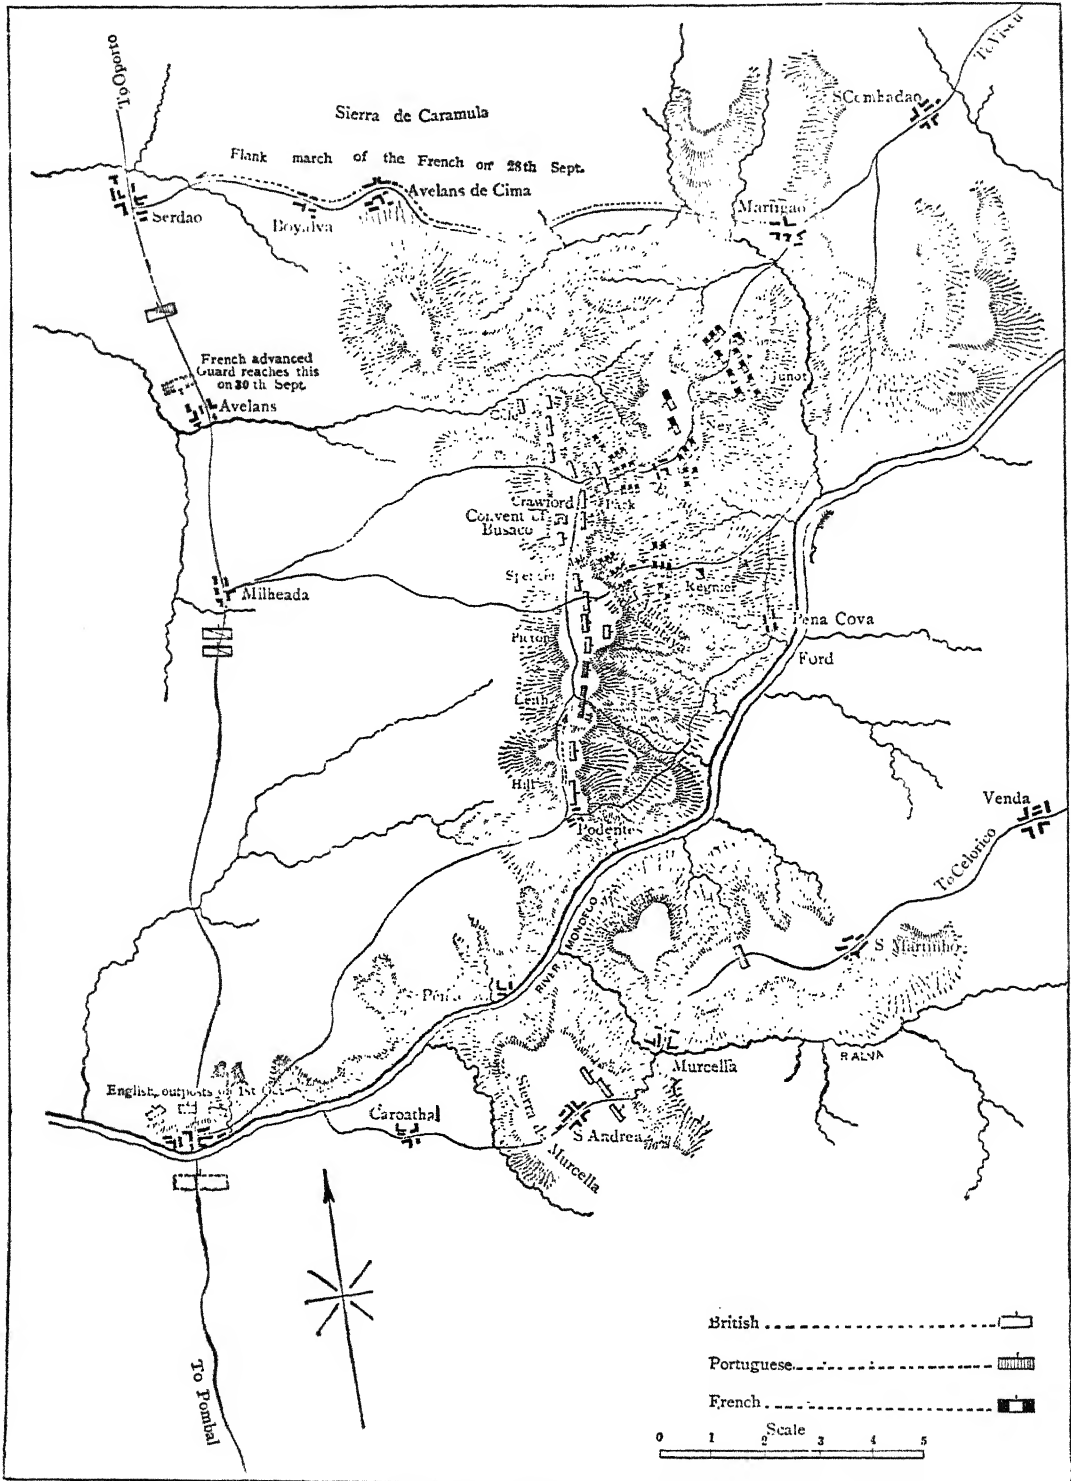 To Oporto
To Viseu
S Combadao
Sierra de Caramula
Flank march of the French on 28th Sept.
Avelans de Cima
Serdao
Boyalva
Martigao
French advanced
Guard reaches this
on 30 th Sept
Avelans
Junot
Ney
Crawford
Park
Convent of
Busaco
Spencer
Regnier
Milheada
Picton
Pena Cova
Ford
Leith
Hill
Podentes
Venda
To Celorico
S Martinho
RIVER MONDEGO
Murcella
R ALVA
English outposts on 1st Oct
Caroathal
S Andrea
Sierra de Murcella
To Pombal
British
Portuguese
French
Scale
0 1 2 3 4 5